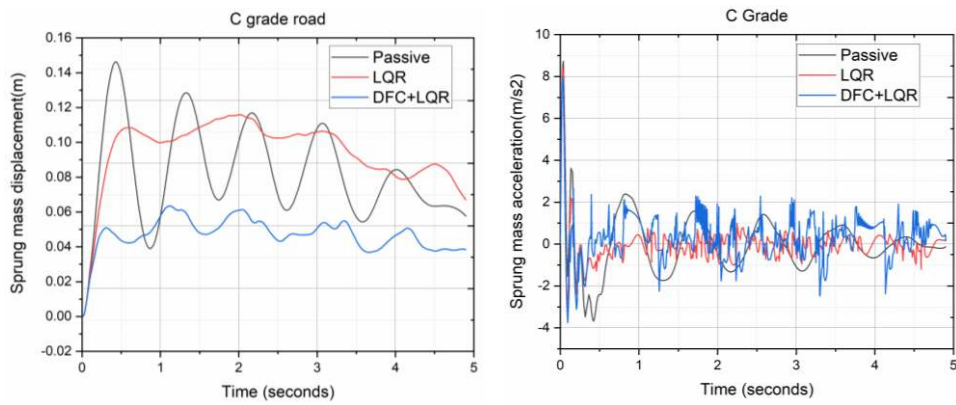 C grade road
0.16
0.14
0.12
0.10
0.08
0.06
0.04
0.02
0.00
-0.02
Sprung mass displacement(m)
Passive
LQR
DFC+LQR
0 1 2 3 4 5
Time (seconds)
C Grade
10
8
6
4
2
0
-2
-4
-6
Sprung mass acceleration(m/s2)
Passive
LQR
DFC+LQR
0 1 2 3 4 5
Time (seconds)